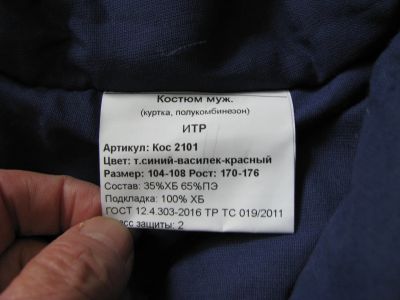 Костюм муж.
(куртка, полукомбинезон)
ИТР
Артикул: Кос 2101
Цвет: т.синий-василек-красный
Размер: 104-108 Рост: 170-176
Состав: 35%ХБ 65%ПЭ
Подкладка: 100% ХБ
ГОСТ 12.4.303-2016 ТР ТС 019/2011
защиты: 2